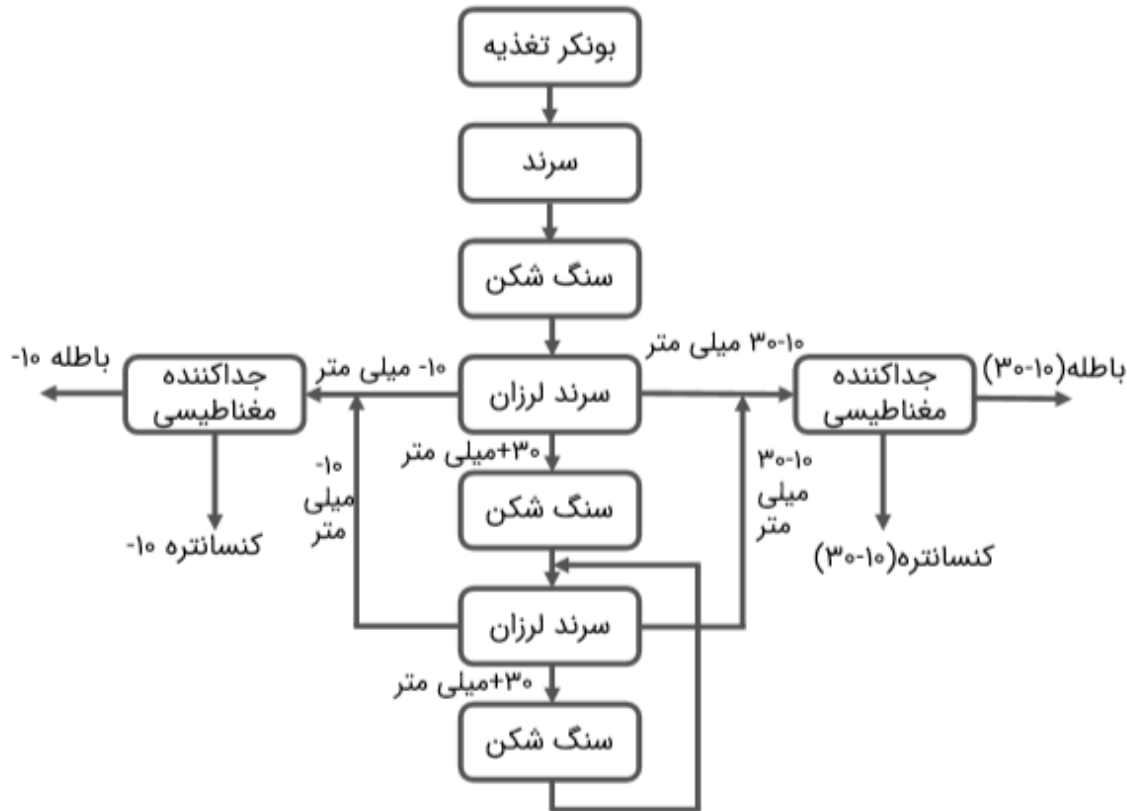 بونکر تغذیه
سرند
سنگ شکن
۳۰-۱۰ میلی متر
-۱۰ میلی متر
باطله(۱۰-۳۰)
جداکننده
مغناطیسی
سرند لرزان
جداکننده
مغناطیسی
باطله ۱۰-
۳۰+میلی متر
۳۰-۱۰
میلی
متر
-۱۰
میلی
متر
سنگ شکن
کنسانتره(۱۰-۳۰)
کنسانتره ۱۰-
سرند لرزان
۳۰+میلی متر
سنگ شکن